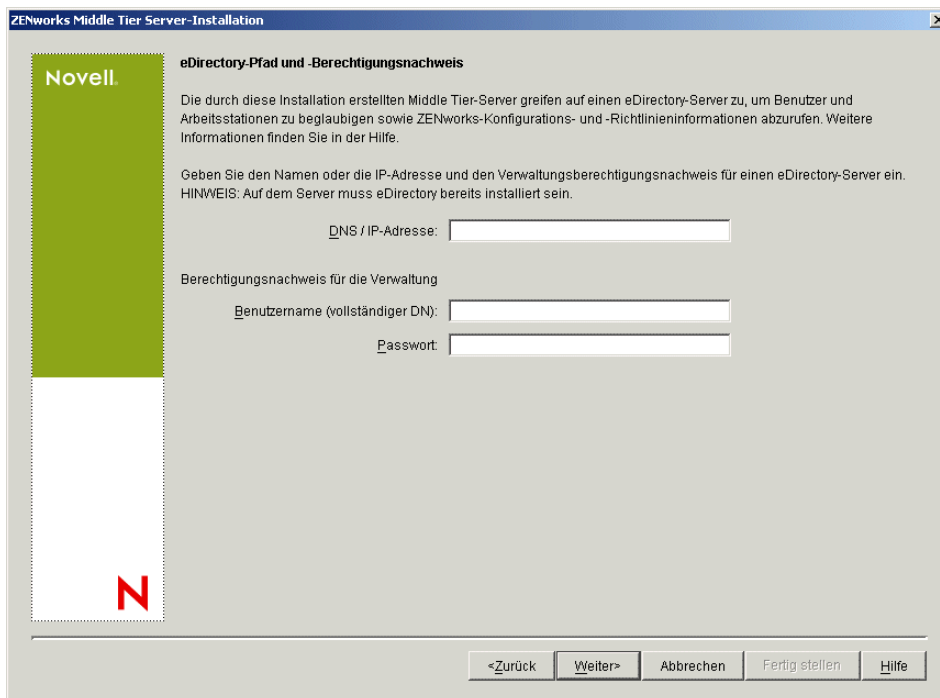 ZENworks Middle Tier Server-Installation
Novell.
eDirectory-Pfad und -Berechtigungsnachweis
Die durch diese Installation erstellten Middle Tier-Server greifen auf einen eDirectory-Server zu, um Benutzer und
Arbeitsstationen zu beglaubigen sowie ZENworks-Konfigurations- und -Richtlinieninformationen abzurufen. Weitere
Informationen finden Sie in der Hilfe.
Geben Sie den Namen oder die IP-Adresse und den Verwaltungsberechtigungsnachweis für einen eDirectory-Server ein.
HINWEIS: Auf dem Server muss eDirectory bereits installiert sein.
DNS / IP-Adresse:
Berechtigungsnachweis für die Verwaltung
Benutzername (vollständiger DN):
Passwort:
N
<Zurück Weiter> Abbrechen Fertig stellen Hilfe